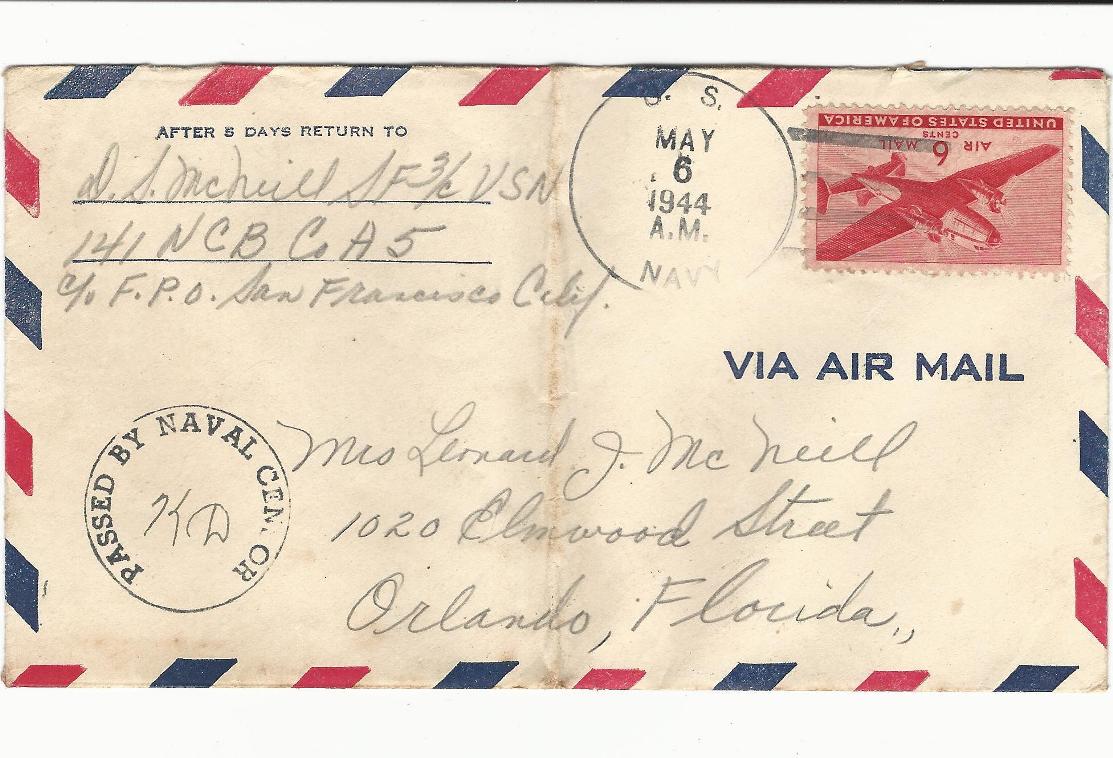 AFTER 5 DAYS RETURN TO
D. S. McNeill SF 3/c USN
141 NCB Co A 5
c/o F.P.O. San Francisco Calif.
U. S.
MAY
6
1944
A.M.
NAVY
UNITED STATES OF AMERICA
AIR 6 MAIL
CENTS
VIA AIR MAIL
PASSED BY NAVAL CENSOR
KD
Mrs Leonard J. McNeill
1020 Elmwood Street
Orlando, Florida.,